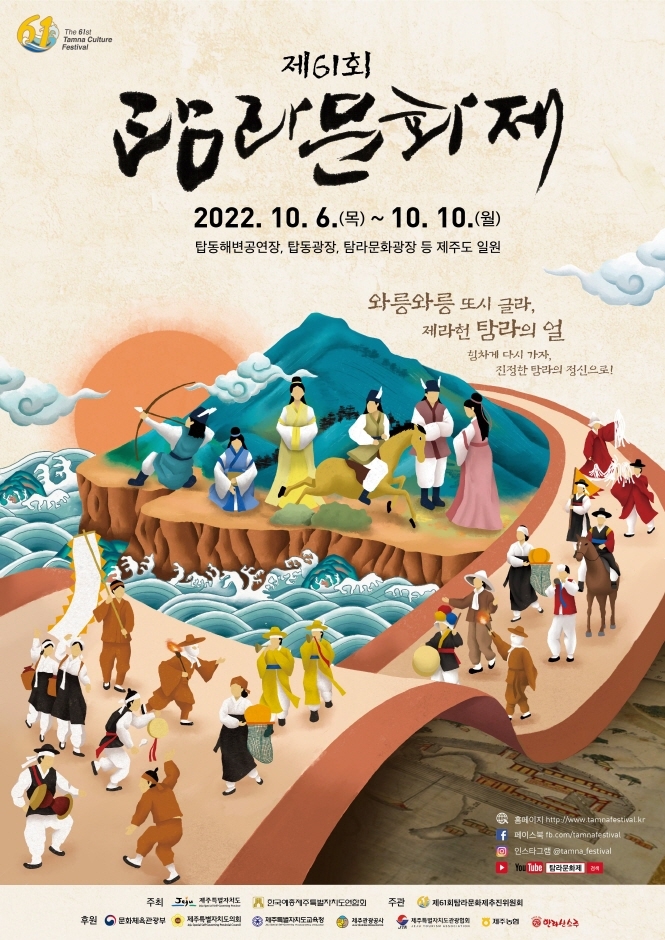 61
The 61st
Tamna Culture
Festival
제61회
탐라문화제
2022. 10. 6.(목) ~ 10. 10.(월)
탑동해변공연장, 탑동광장, 탐라문화광장 등 제주도 일원
와릉와릉 또시 글라,
제라헌 탐라의 얼
힘차게 다시 가자,
진정한 탐라의 정신으로!
홈페이지 http://www.tamnafestival.kr
페이스북 fb.com/tamnafestival
인스타그램 @tamna_festival
YouTube 탐라문화제 검색
주최 Jeju 제주특별자치도 한국예총제주특별자치도연합회 주관 제61회탐라문화제추진위원회
후원 문화체육관광부 제주특별자치도의회 제주특별자치도교육청 제주관광공사 제주특별자치도관광협회 JEJU TOURISM ASSOCIATION 제주농협 한라산소주